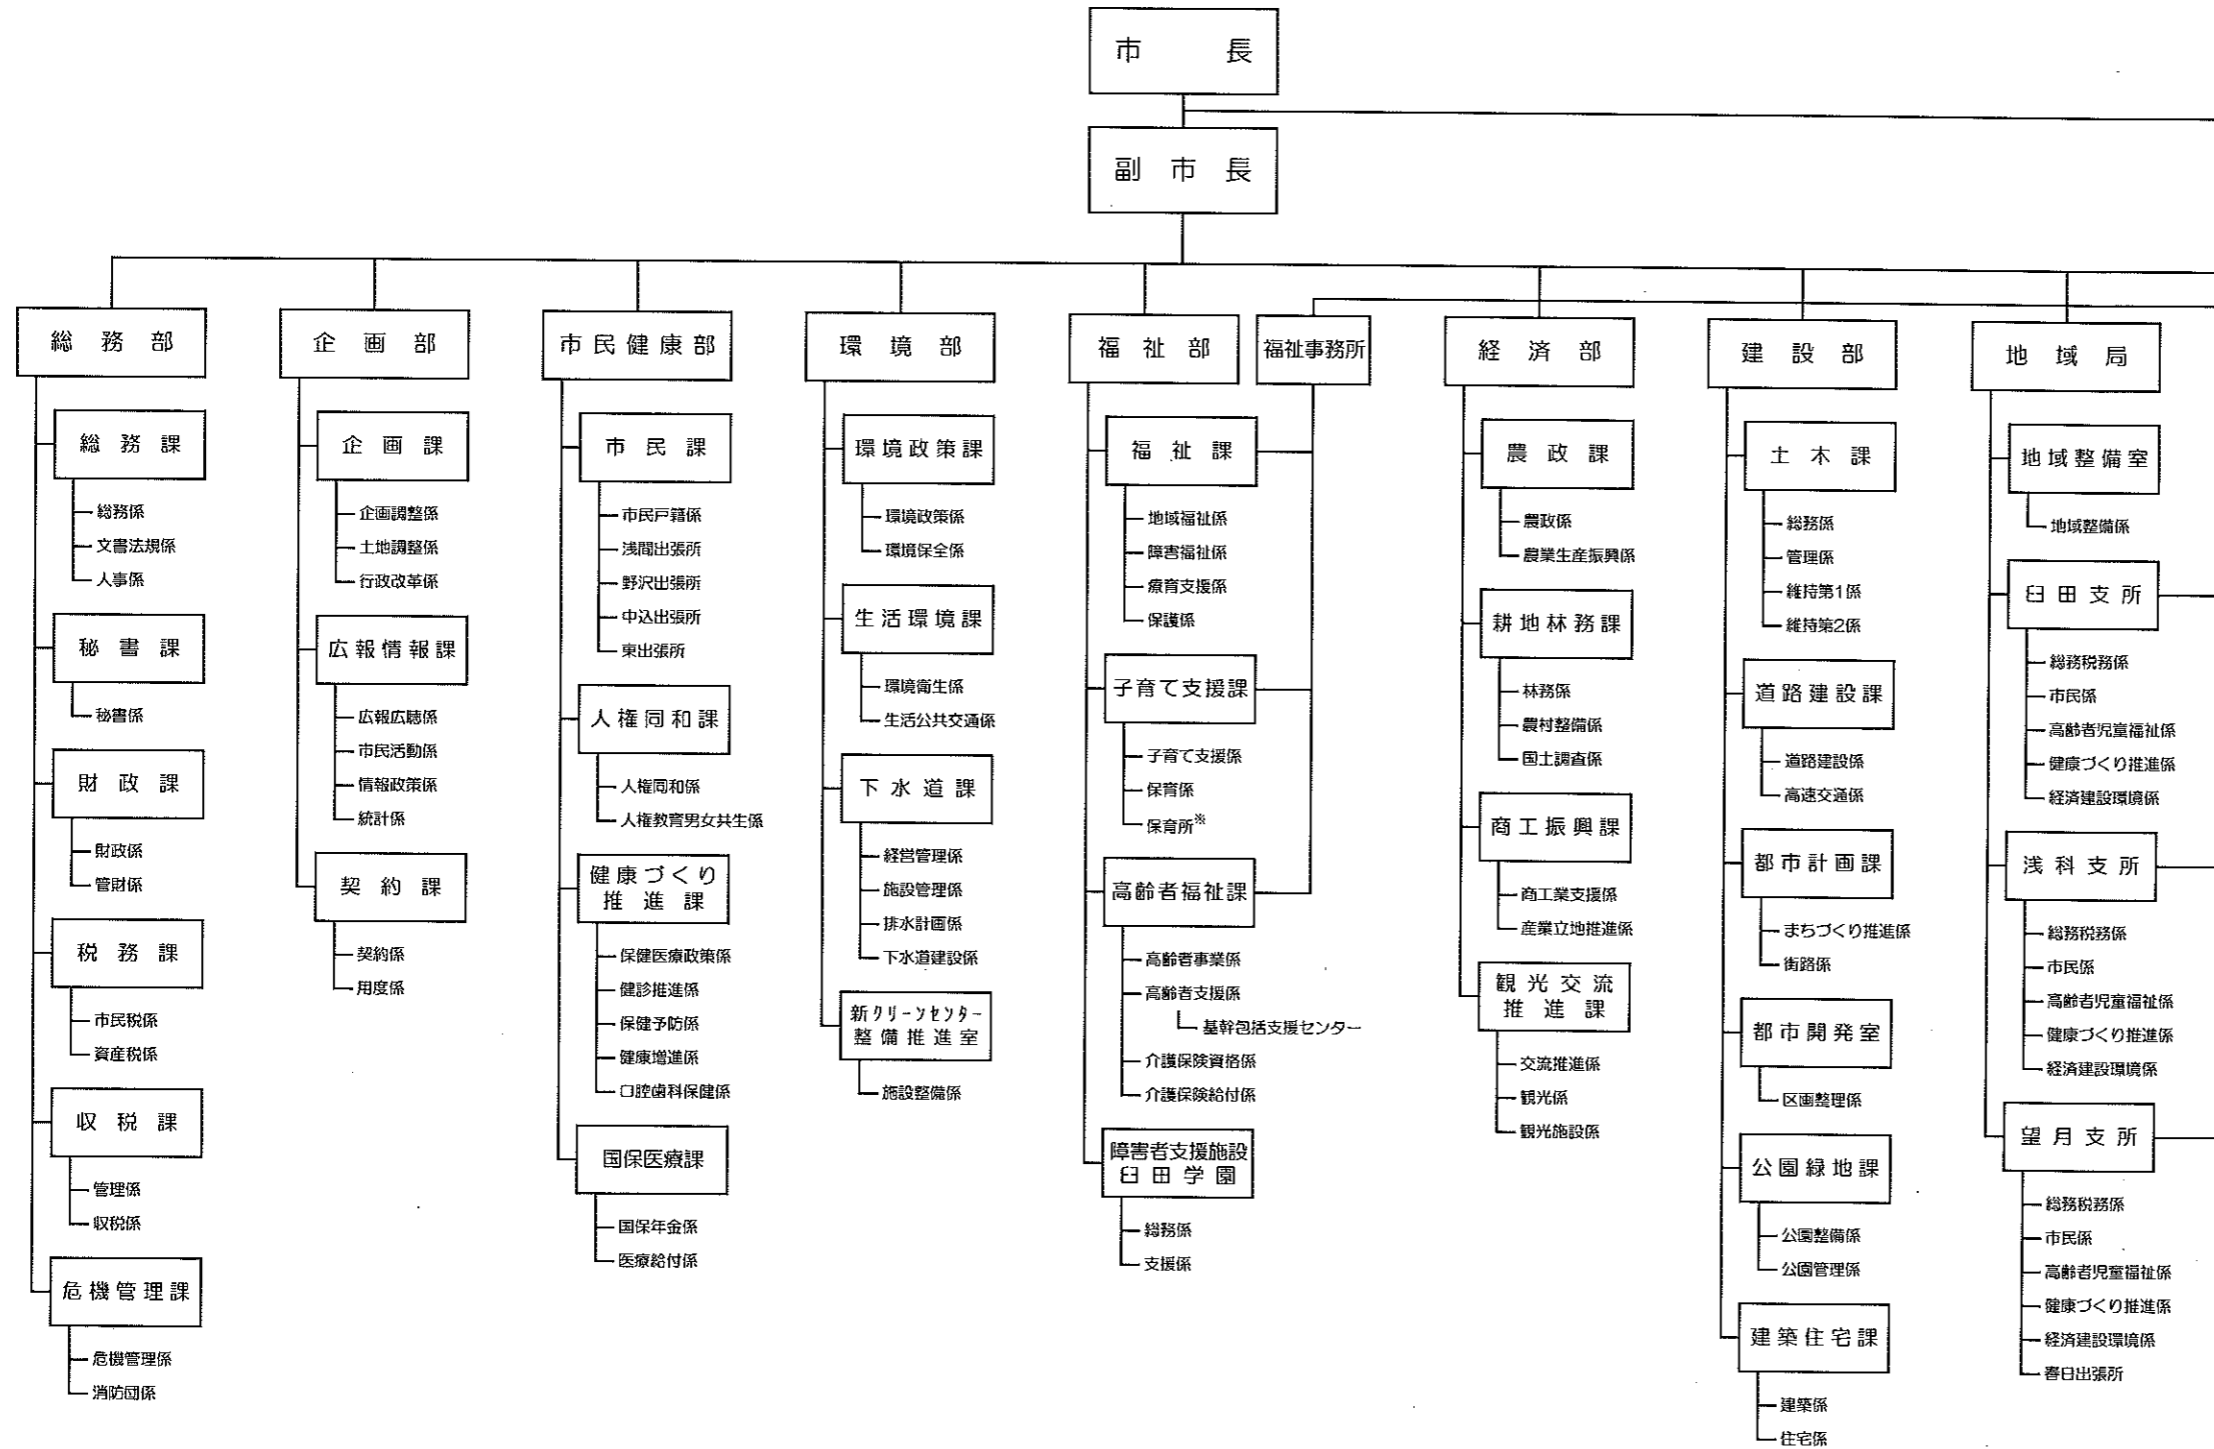 市長
副市長
総務部
総務課
総務係
文書法規係
人事係
秘書課
秘書係
財政課
財政係
管財係
税務課
市民税係
資産税係
収税課
管理係
収税係
危機管理課
危機管理係
消防団係
企画部
企画課
企画調整係
土地調整係
行政改革係
広報情報課
広報広聴係
市民活動係
情報政策係
統計係
契約課
契約係
用度係
市民健康部
市民課
市民戸籍係
浅間出張所
野沢出張所
中込出張所
東出張所
人権同和課
人権同和係
人権教育男女共生係
健康づくり
推進課
保健医療政策係
健診推進係
保健予防係
健康増進係
口腔歯科保健係
国保医療課
国保年金係
医療給付係
環境部
環境政策課
環境政策係
環境保全係
生活環境課
環境衛生係
生活公共交通係
下水道課
経営管理係
施設管理係
排水計画係
下水道建設係
新クリーンセンター
整備推進室
施設整備係
福祉部
福祉課
地域福祉係
障害福祉係
療育支援係
保護係
子育て支援課
子育て支援係
保育係
保育所※
高齢者福祉課
高齢者事業係
高齢者支援係
基幹包括支援センター
介護保険資格係
介護保険給付係
障害者支援施設
臼田学園
総務係
支援係
福祉事務所
経済部
農政課
農政係
農業生産振興係
耕地林務課
林務係
農村整備係
国土調査係
商工振興課
商工業支援係
産業立地推進係
観光交流
推進課
交流推進係
観光係
観光施設係
建設部
土木課
総務係
管理係
維持第1係
維持第2係
道路建設課
道路建設係
高速交通係
都市計画課
まちづくり推進係
街路係
都市開発室
区画整理係
公園緑地課
公園整備係
公園管理係
建築住宅課
建築係
住宅係
地域局
地域整備室
地域整備係
臼田支所
総務税務係
市民係
高齢者児童福祉係
健康づくり推進係
経済建設環境係
浅科支所
総務税務係
市民係
高齢者児童福祉係
健康づくり推進係
経済建設環境係
望月支所
総務税務係
市民係
高齢者児童福祉係
健康づくり推進係
経済建設環境係
春日出張所